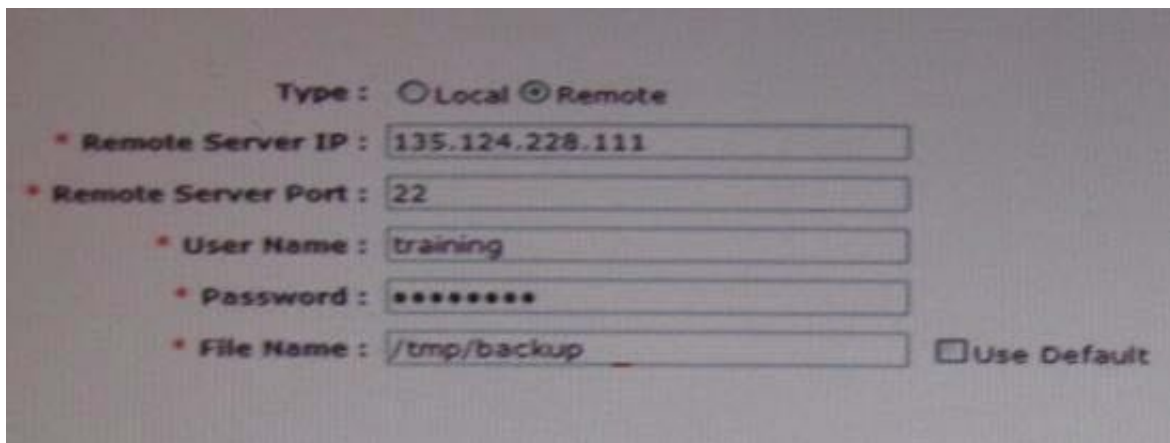 Type : Local Remote
* Remote Server IP : 135.124.228.111
* Remote Server Port : 22
* User Name : training
* Password : ••••••••
* File Name : /tmp/backup Use Default